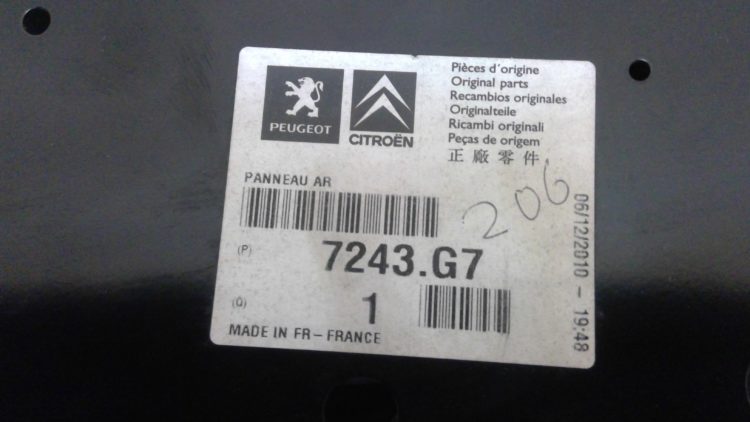 PEUGEOT
CITROËN
Pièces d'origine
Original parts
Recambios originales
Originalteile
Ricambi originali
Peças de origem
正廠零件
PANNEAU AR
206
(P) 7243.G7
(Q) 1
MADE IN FR-FRANCE
06/12/2010 - 19:48